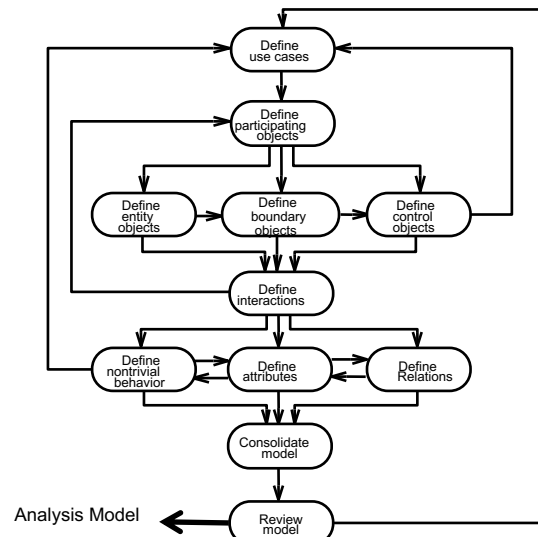 Define
use cases
Define
participating
objects
Define
entity
objects
Define
boundary
objects
Define
control
objects
Define
interactions
Define
nontrivial
behavior
Define
attributes
Define
Relations
Consolidate
model
Analysis Model
Review
model